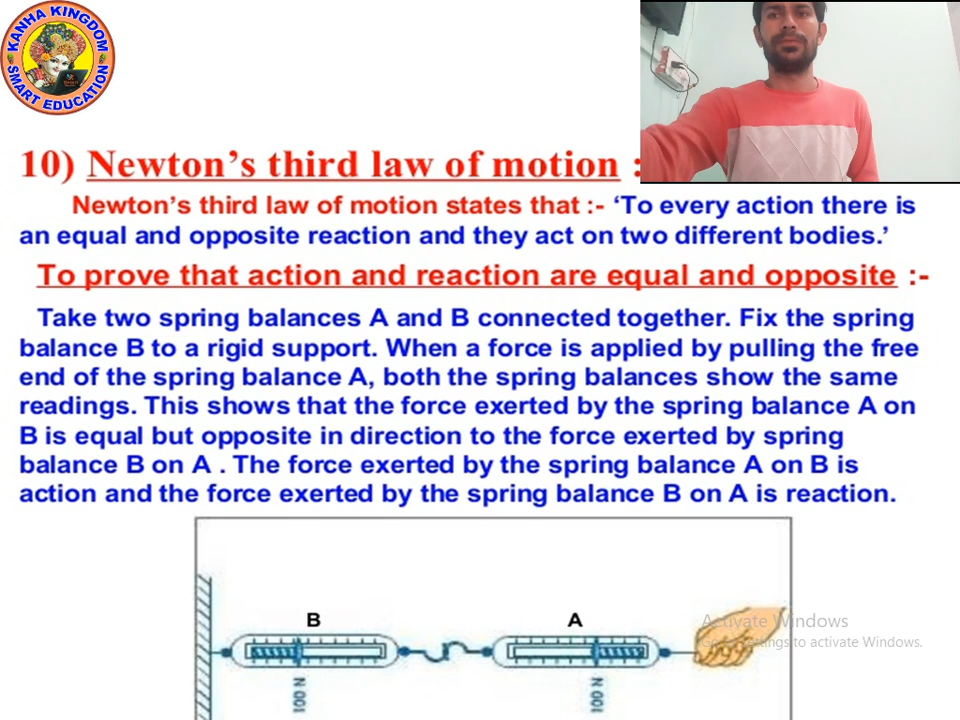 KANHA KINGDOM
SMART EDUCATION
10) Newton's third law of motion :
Newton's third law of motion states that :- ‘To every action there is
an equal and opposite reaction and they act on two different bodies.’
To prove that action and reaction are equal and opposite :-
Take two spring balances A and B connected together. Fix the spring
balance B to a rigid support. When a force is applied by pulling the free
end of the spring balance A, both the spring balances show the same
readings. This shows that the force exerted by the spring balance A on
B is equal but opposite in direction to the force exerted by spring
balance B on A . The force exerted by the spring balance A on B is
action and the force exerted by the spring balance B on A is reaction.
B
A
100 N
100 N
Activate Windows
Go to Settings to activate Windows.